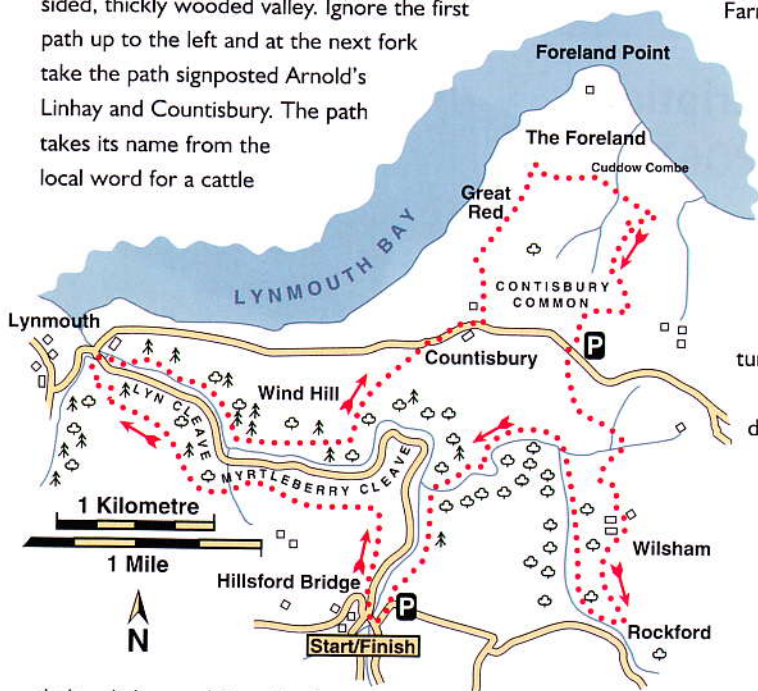 sided, thickly wooded valley. Ignore the first
path up to the left and at the next fork
take the path signposted Arnold's
Linhay and Countisbury. The path
takes its name from the
local word for a cattle
Farm
Foreland Point
The Foreland
Cuddow Combe
Great
Red
LYNMOUTH BAY
CONTISBURY
COMMON
Lynmouth
P
Countisbury
Wind Hill
LYN CLEAVE
MYRTLEBERRY CLEAVE
1 Kilometre
1 Mile
Wilsham
Hillsford Bridge
P
N
Start/Finish
Rockford